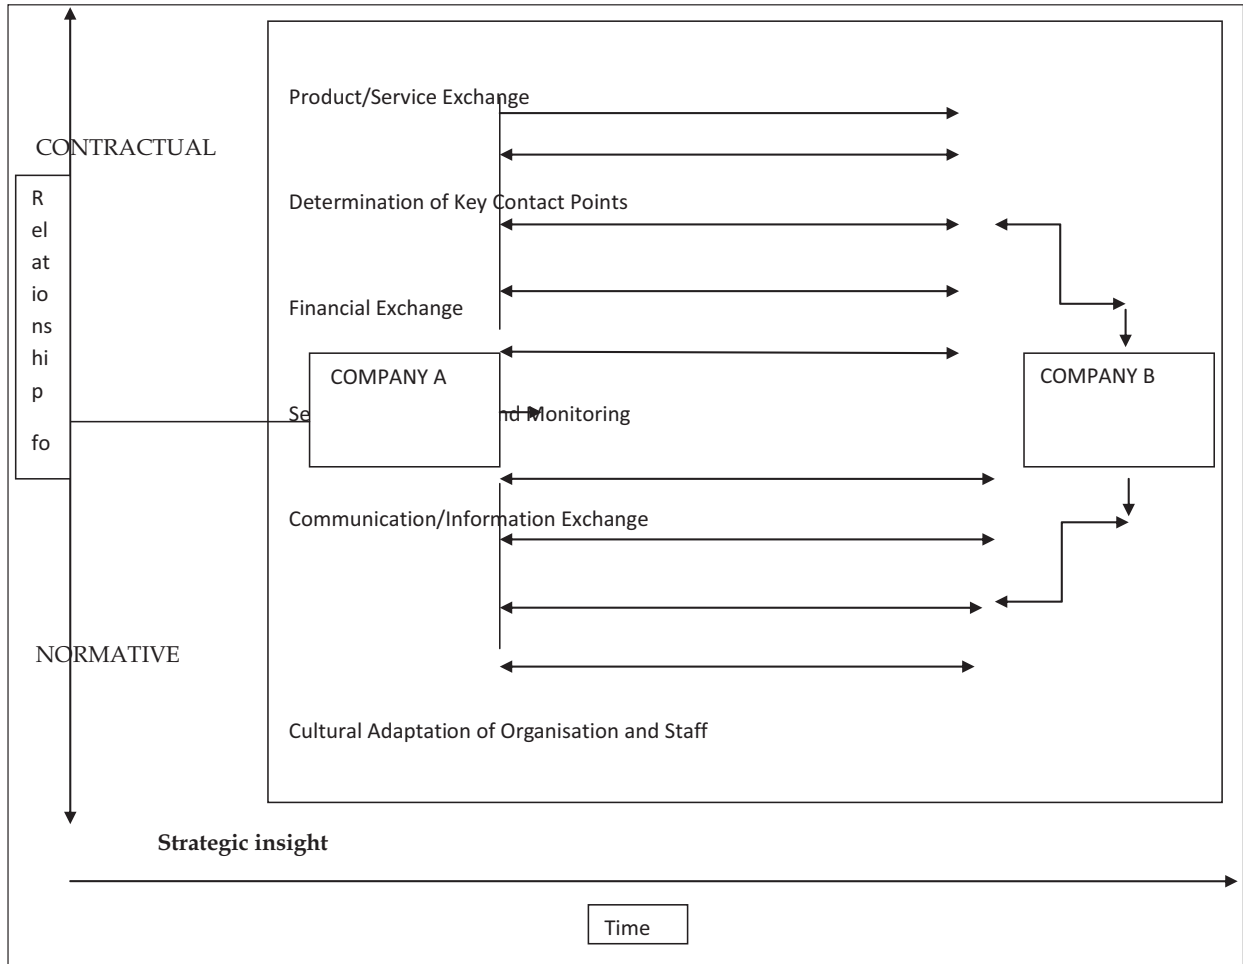 Product/Service Exchange
CONTRACTUAL
R
el
at
io
ns
hi
p
fo
Determination of Key Contact Points
Financial Exchange
COMPANY A
COMPANY B
Monitoring
Communication/Information Exchange
NORMATIVE
Cultural Adaptation of Organisation and Staff
Strategic insight
Time